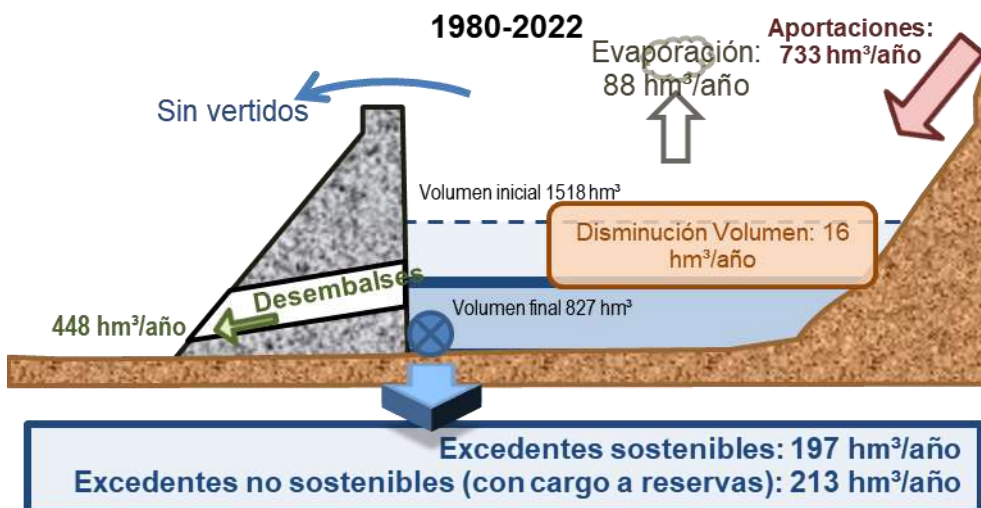 1980-2022
Aportaciones:
733 hm³/año
Evaporación:
88 hm³/año
Sin vertidos
Volumen inicial 1518 hm³
Disminución Volumen: 16
hm³/año
Desembalses
448 hm³/año
Volumen final 827 hm³
Excedentes sostenibles: 197 hm³/año
Excedentes no sostenibles (con cargo a reservas): 213 hm³/año